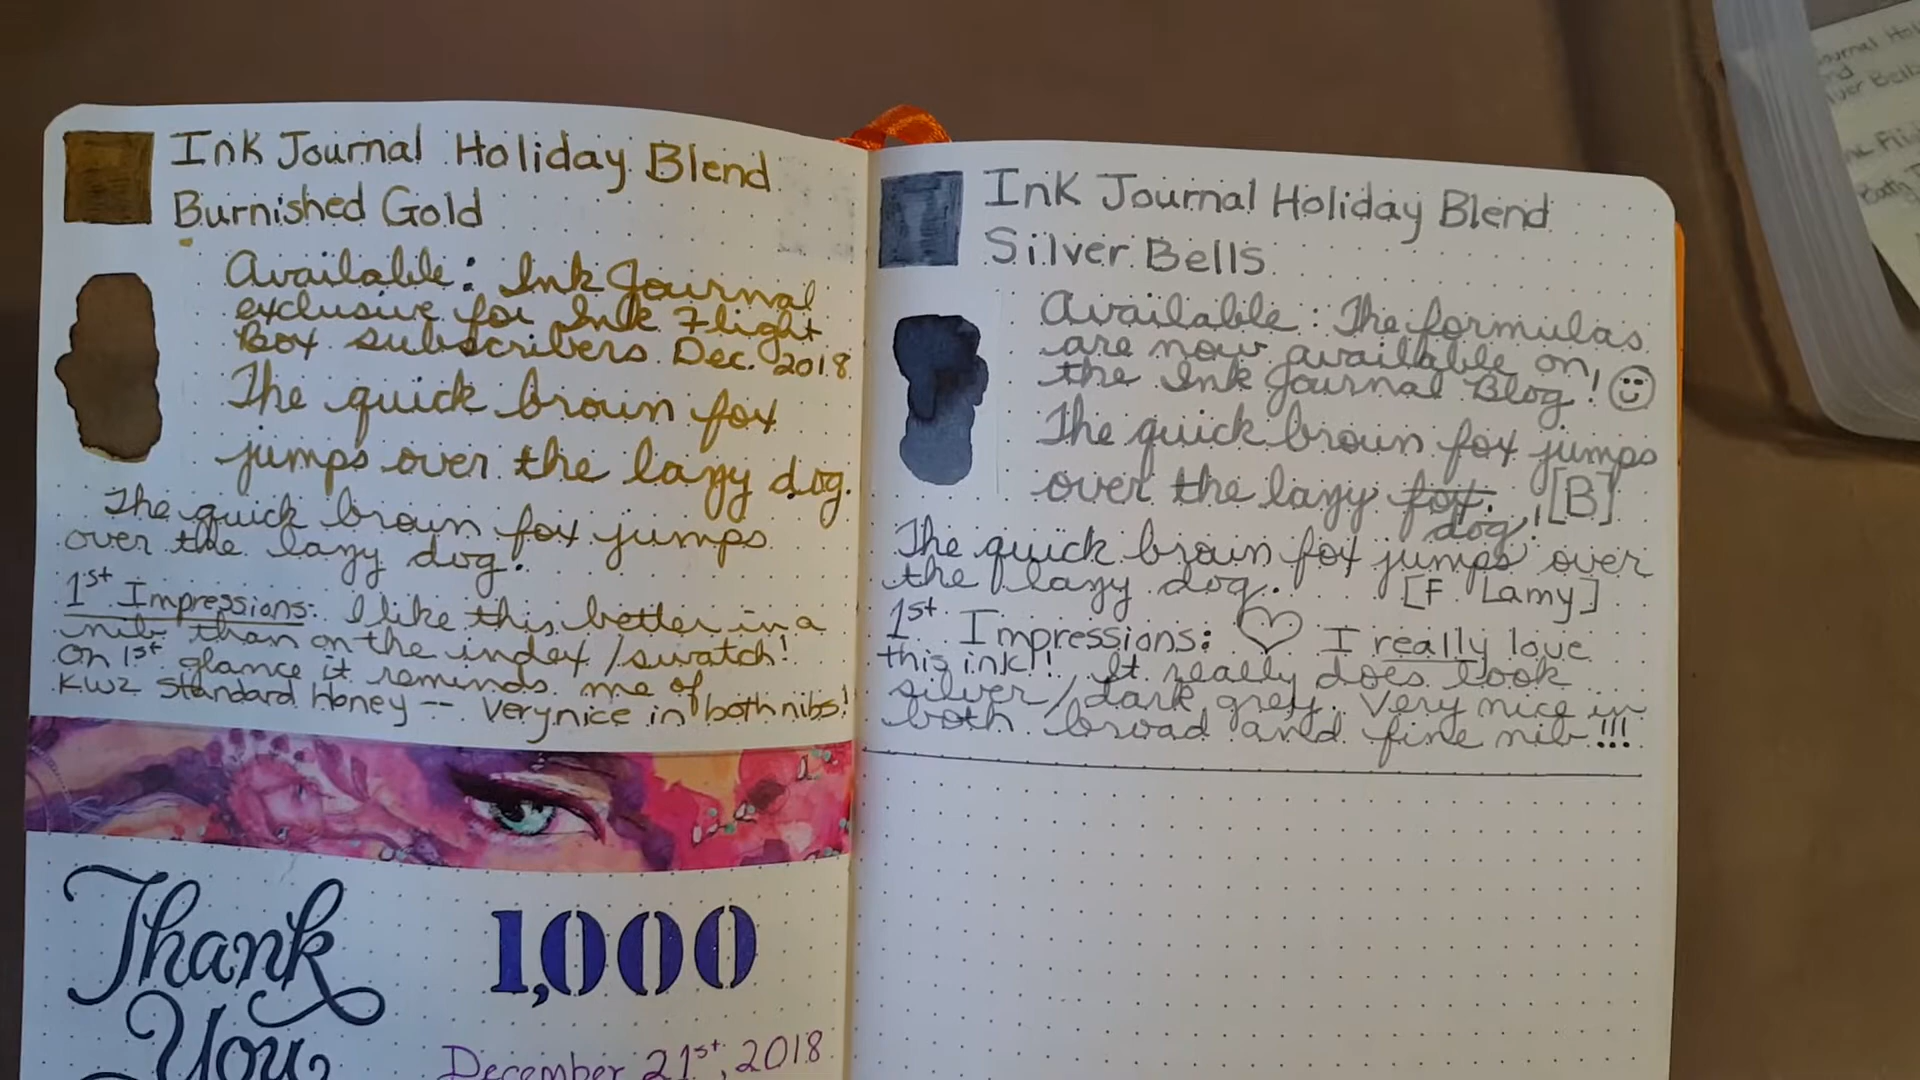 Ink Journal Holiday Blend
Burnished Gold
Available: Ink Journal
exclusive for Ink Flight
Box subscribers Dec. 2018.
The quick brown fox
jumps over the lazy dog.
The quick brown fox jumps
over the lazy dog.
1st Impressions: I like this better in a
nib than on the index/swatch!
On 1st glance it reminds me of
KWZ Standard Honey -- Very nice in both nibs!
Thank
You
1,000
December 21st, 2018
Ink Journal Holiday Blend
Silver Bells
Available: The formulas
are now available on
the Ink Journal Blog!
The quick brown fox jumps
over the lazy fox. [B]
dog!
The quick brown fox jumps over
the lazy dog. [F Lamy]
1st Impressions: I really love
this ink!! It really does look
silver/dark grey. Very nice in
both broad and fine nib!!!